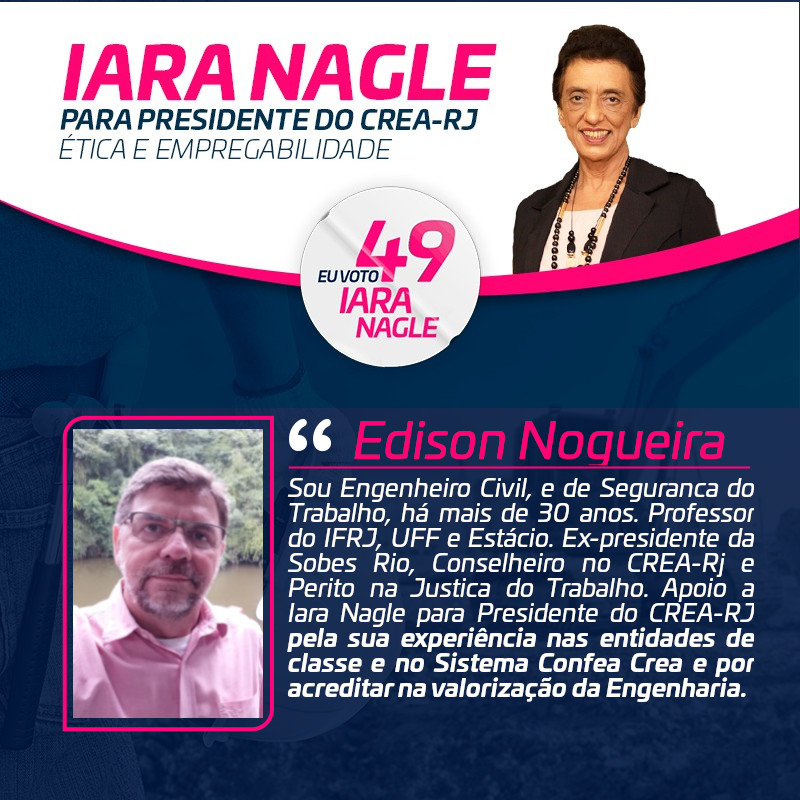 IARA NAGLE
PARA PRESIDENTE DO CREA-RJ
ÉTICA E EMPREGABILIDADE
EU VOTO 49
IARA
NAGLE
“ Edison Nogueira
Sou Engenheiro Civil, e de Seguranca do
Trabalho, há mais de 30 anos. Professor
do IFRJ, UFF e Estácio. Ex-presidente da
Sobes Rio, Conselheiro no CREA-Rj e
Perito na Justica do Trabalho. Apoio a
Iara Nagle para Presidente do CREA-RJ
pela sua experiência nas entidades de
classe e no Sistema Confea Crea e por
acreditar na valorização da Engenharia.